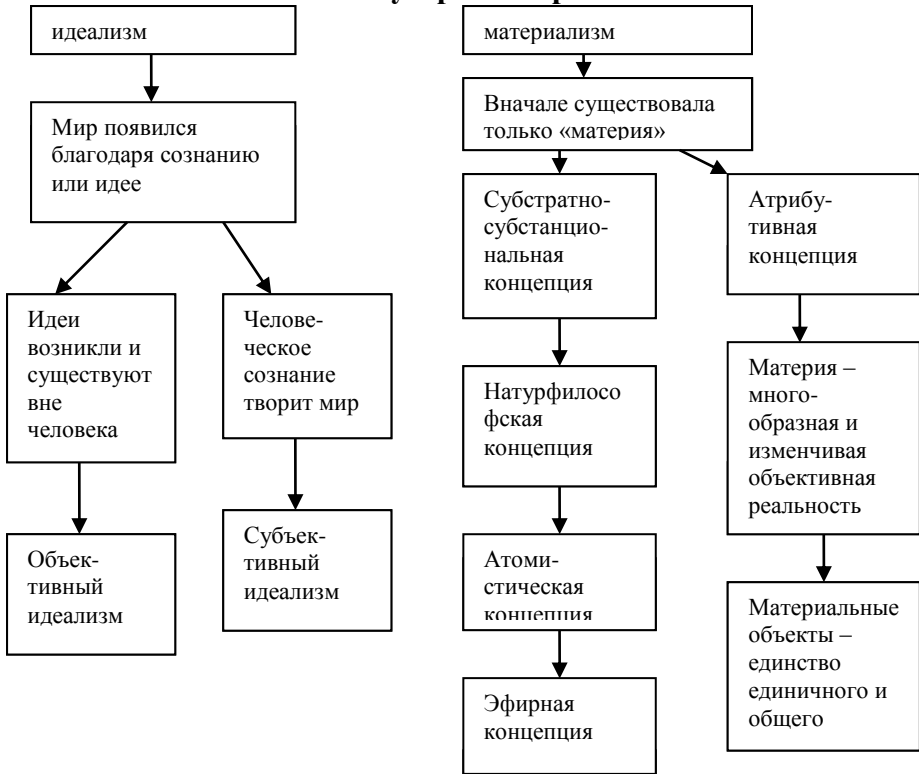 идеализм
Мир появился
благодаря сознанию
или идее
Идеи
возникли и
существуют
вне
человека
Объек-
тивный
идеализм
Челове-
ческое
сознание
творит мир
Субъек-
тивный
идеализм
материализм
Вначале существовала
только «материя»
Субстратно-
субстанцио-
нальная
концепция
Натурфилосо
фская
концепция
Атоми-
стическая
концепция
Эфирная
концепция
Атрибу-
тивная
концепция
Материя –
много-
образная и
изменчивая
объективная
реальность
Материальные
объекты –
единство
единичного и
общего